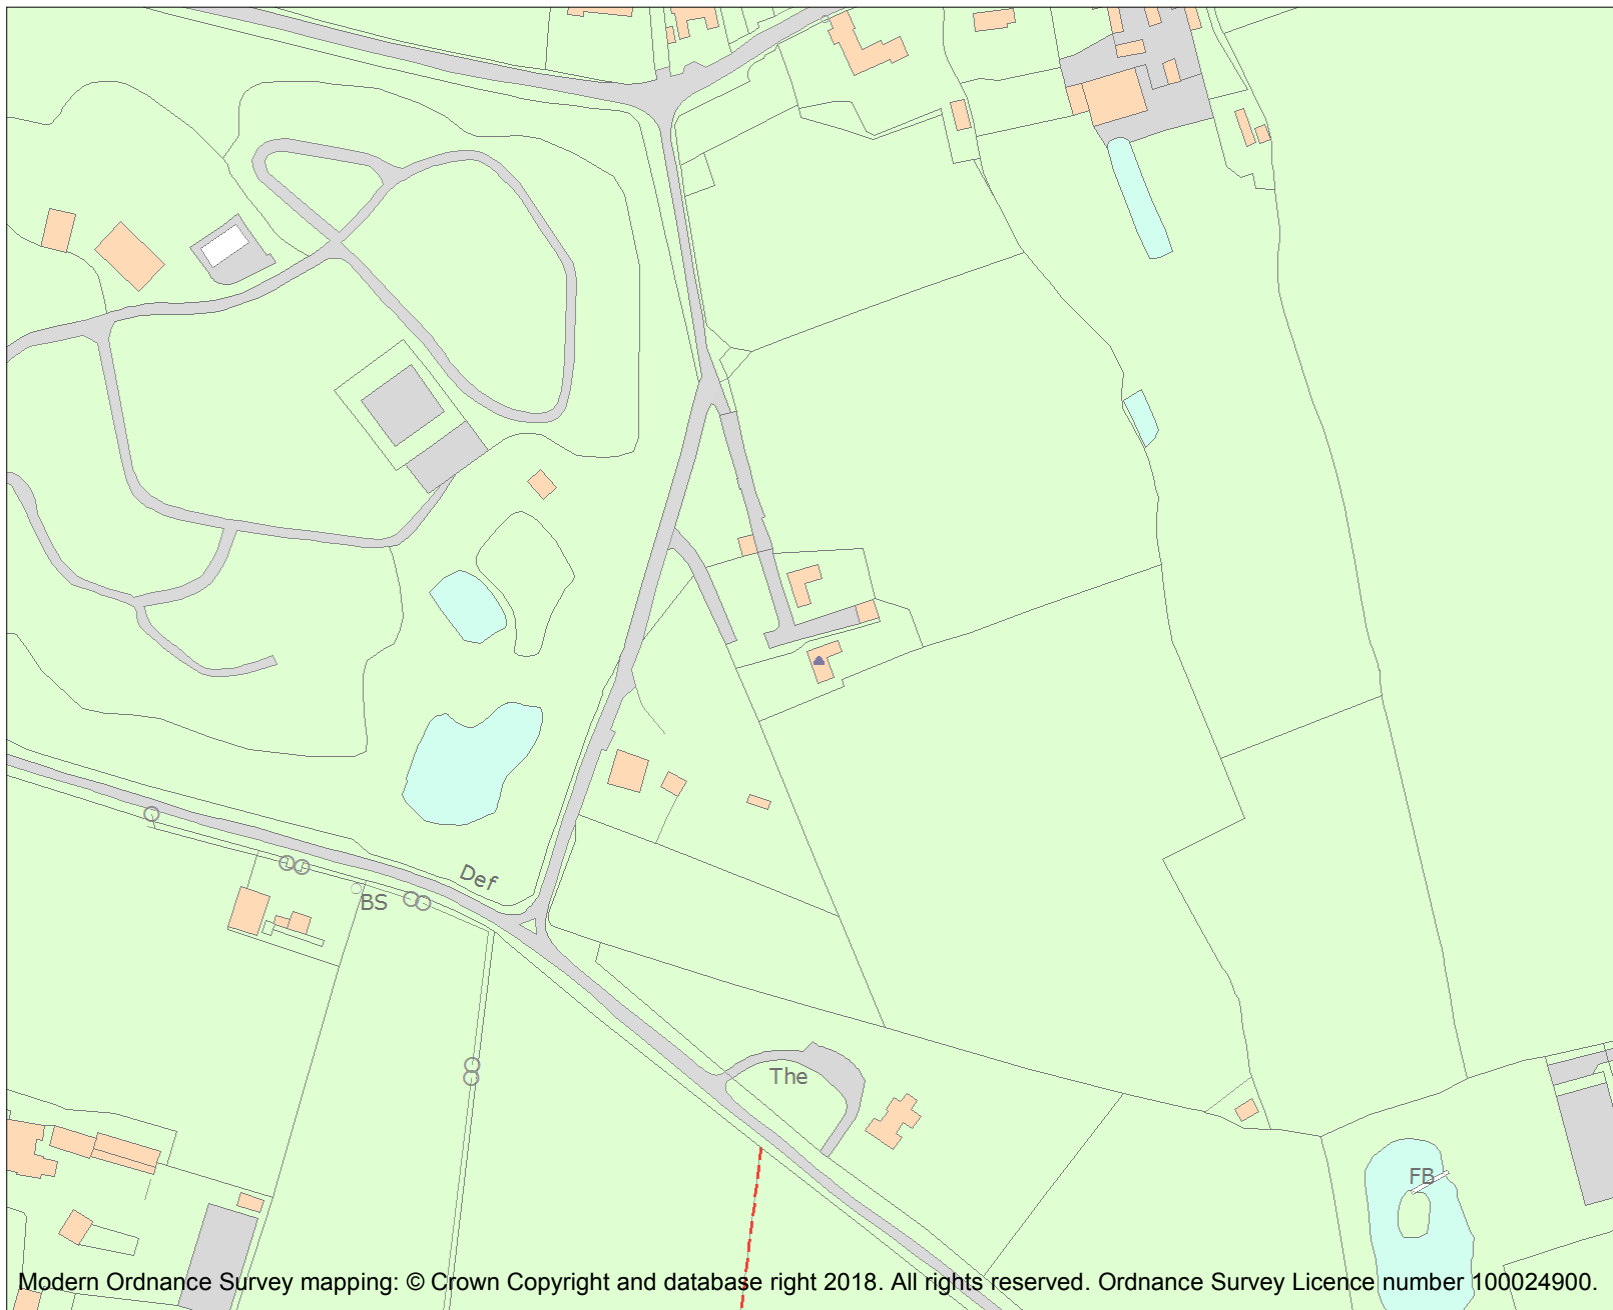 Def
BS
The
FB
Modern Ordnance Survey mapping: © Crown Copyright and database right 2018. All rights reserved. Ordnance Survey Licence number 100024900.